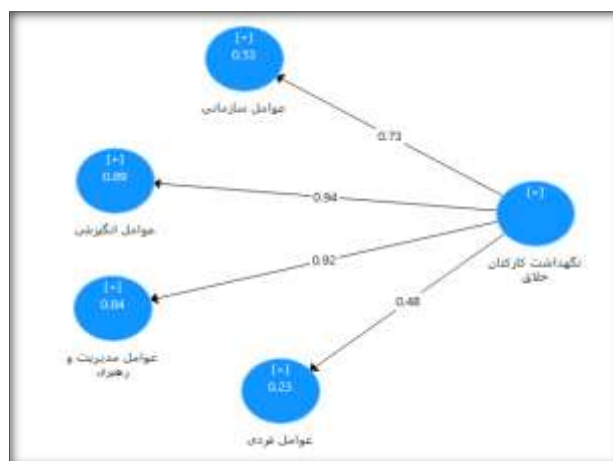 [+]
0.53
عوامل سازمانی
0.73
[+]
0.89
عوامل انگیزشی
0.94
[+]
نگهداشت کارکنان
خلاق
0.92
[+]
0.84
عوامل مدیریت و
رهبری
0.48
[+]
0.23
عوامل فردی